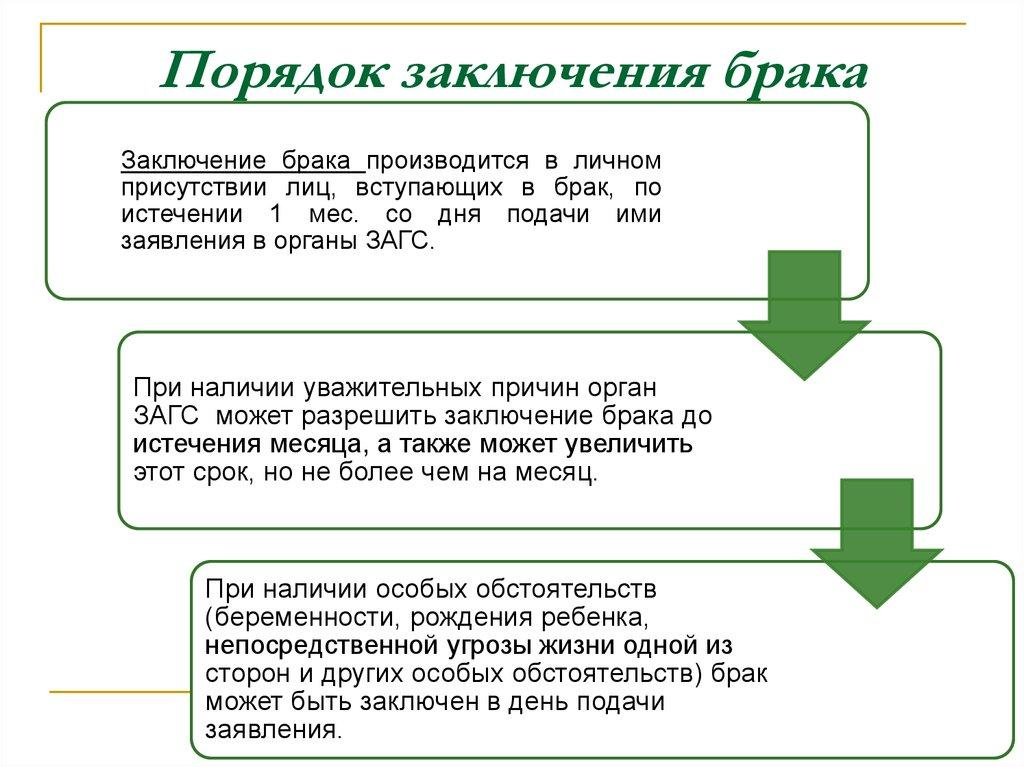 Порядок заключения брака
Заключение брака производится в личном
присутствии лиц, вступающих в брак, по
истечении 1 мес. со дня подачи ими
заявления в органы ЗАГС.
При наличии уважительных причин орган
ЗАГС может разрешить заключение брака до
истечения месяца, а также может увеличить
этот срок, но не более чем на месяц.
При наличии особых обстоятельств
(беременности, рождения ребенка,
непосредственной угрозы жизни одной из
сторон и других особых обстоятельств) брак
может быть заключен в день подачи
заявления.